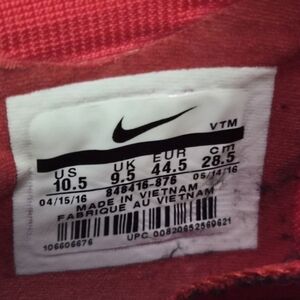 VTM
US UK EUR cm
10.5 9.5 44.5 28.5
04/15/16 848416-876 05/14/16
MADE IN VIETNAM
FABRIQUE AU VIETNAM
106606676 UPC 00820652569621